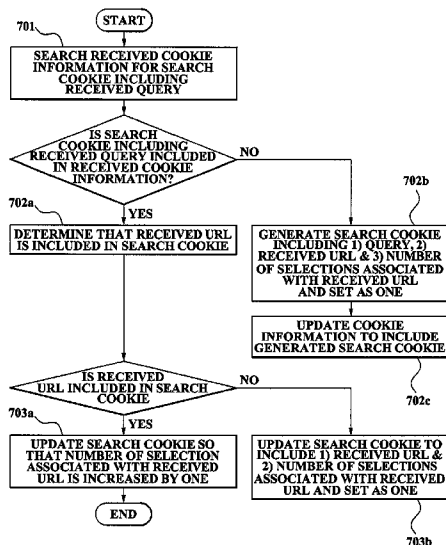 START
701
SEARCH RECEIVED COOKIE
INFORMATION FOR SEARCH
COOKIE INCLUDING
RECEIVED QUERY
IS SEARCH
COOKIE INCLUDING
RECEIVED QUERY INCLUDED
IN RECEIVED COOKIE
INFORMATION?
NO
YES
702a
DETERMINE THAT RECEIVED URL
IS INCLUDED IN SEARCH COOKIE
702b
GENERATE SEARCH COOKIE
INCLUDING 1) QUERY, 2)
RECEIVED URL & 3) NUMBER
OF SELECTIONS ASSOCIATED
WITH RECEIVED URL
AND SET AS ONE
UPDATE COOKIE
INFORMATION TO INCLUDE
GENERATED SEARCH COOKIE
702c
IS RECEIVED
URL INCLUDED IN SEARCH
COOKIE
NO
YES
703a
UPDATE SEARCH COOKIE SO
THAT NUMBER OF SELECTION
ASSOCIATED WITH RECEIVED
URL IS INCREASED BY ONE
UPDATE SEARCH COOKIE TO
INCLUDE 1) RECEIVED URL &
2) NUMBER OF SELECTIONS
ASSOCIATED WITH RECEIVED
URL AND SET AS ONE
703b
END